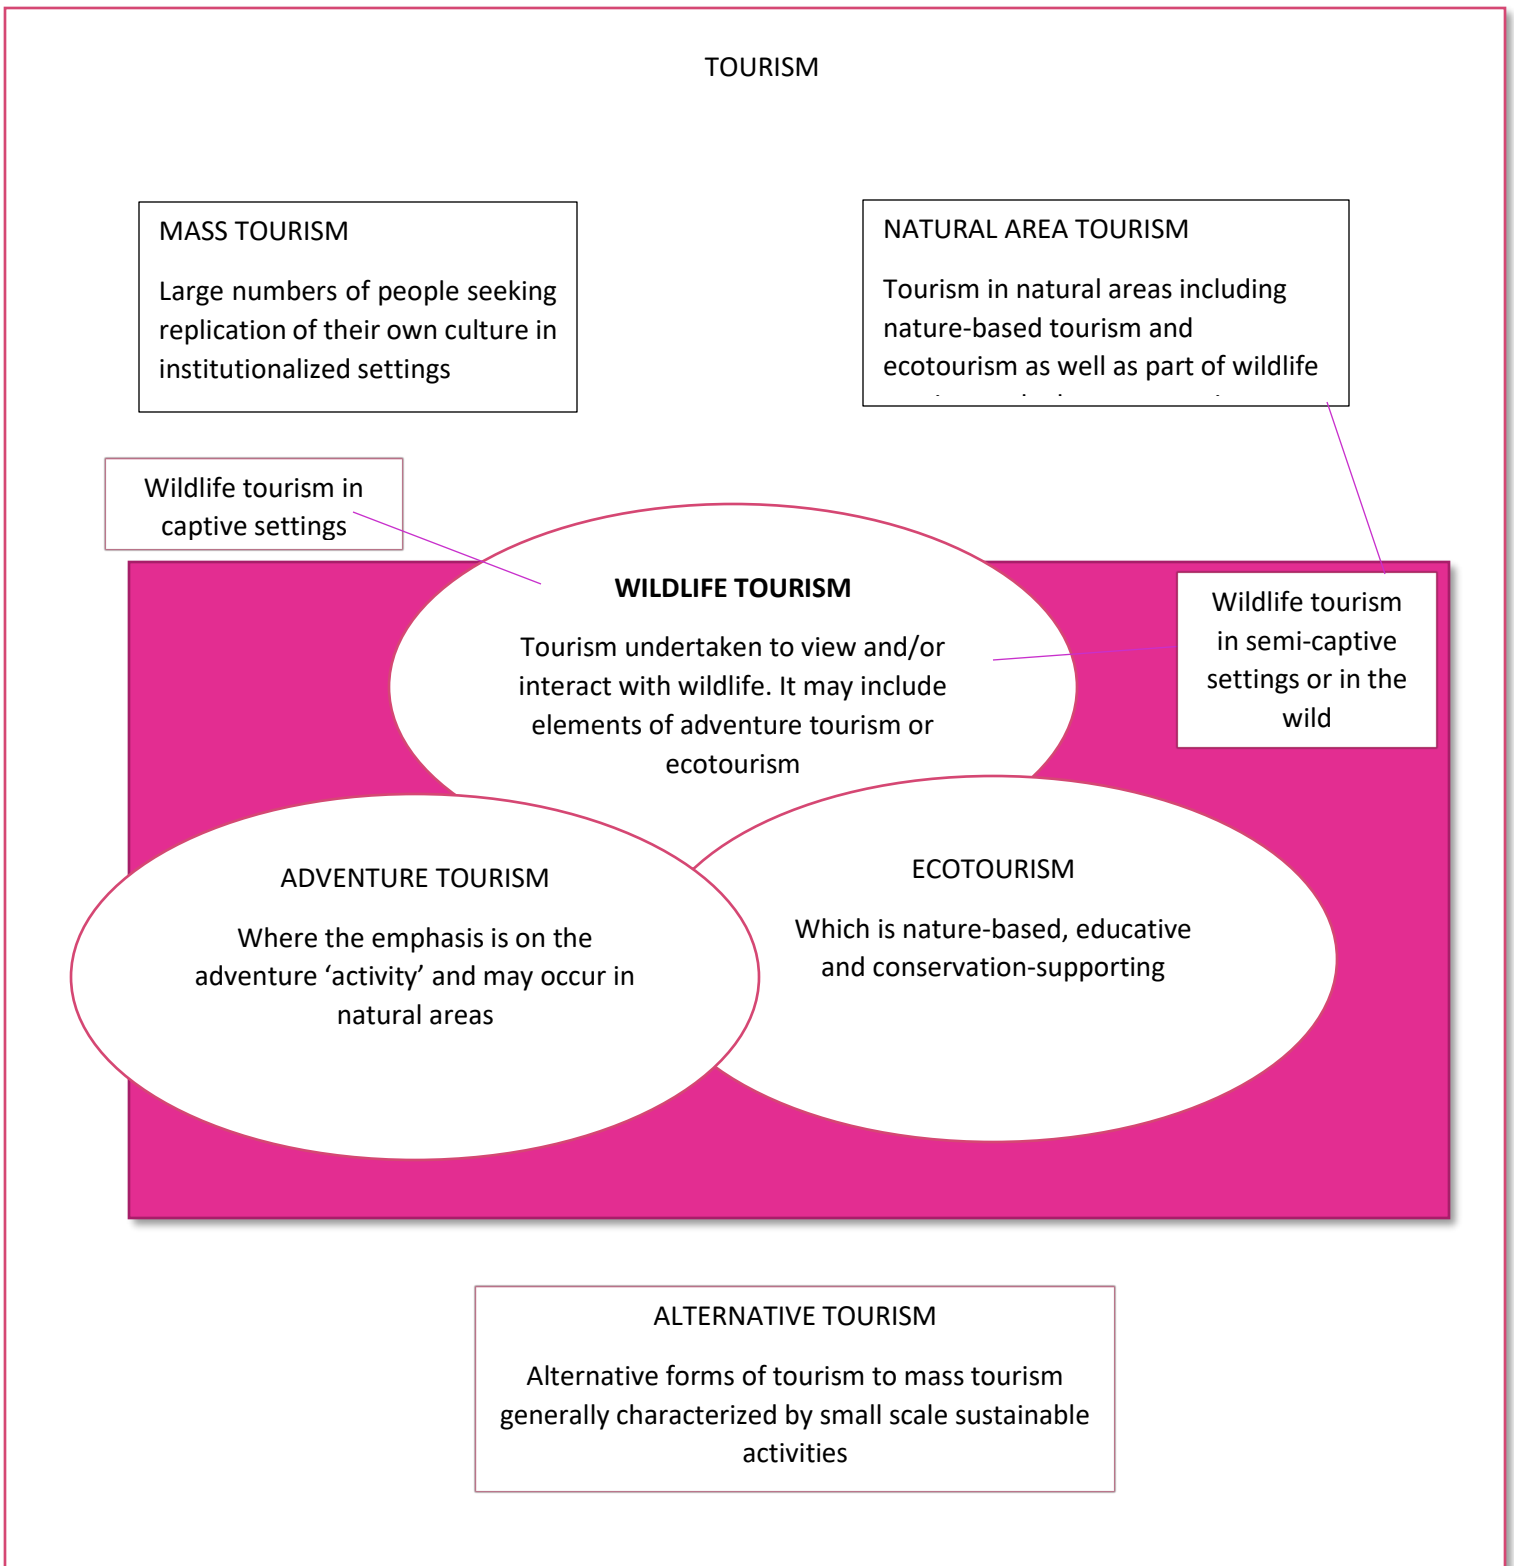 TOURISM
MASS TOURISM
Large numbers of people seeking
replication of their own culture in
institutionalized settings
NATURAL AREA TOURISM
Tourism in natural areas including
nature-based tourism and
ecotourism as well as part of wildlife
Wildlife tourism in
captive settings
WILDLIFE TOURISM
Tourism undertaken to view and/or
interact with wildlife. It may include
elements of adventure tourism or
ecotourism
Wildlife tourism
in semi-captive
settings or in the
wild
ADVENTURE TOURISM
Where the emphasis is on the
adventure ‘activity’ and may occur in
natural areas
ECOTOURISM
Which is nature-based, educative
and conservation-supporting
ALTERNATIVE TOURISM
Alternative forms of tourism to mass tourism
generally characterized by small scale sustainable
activities